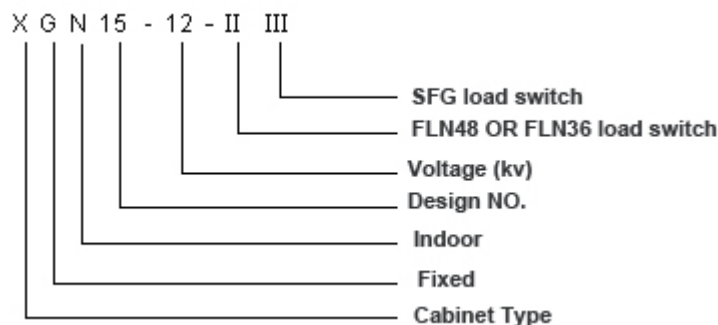 X G N 15 - 12 - II III
SFG load switch
FLN48 OR FLN36 load switch
Voltage (kv)
Design NO.
Indoor
Fixed
Cabinet Type